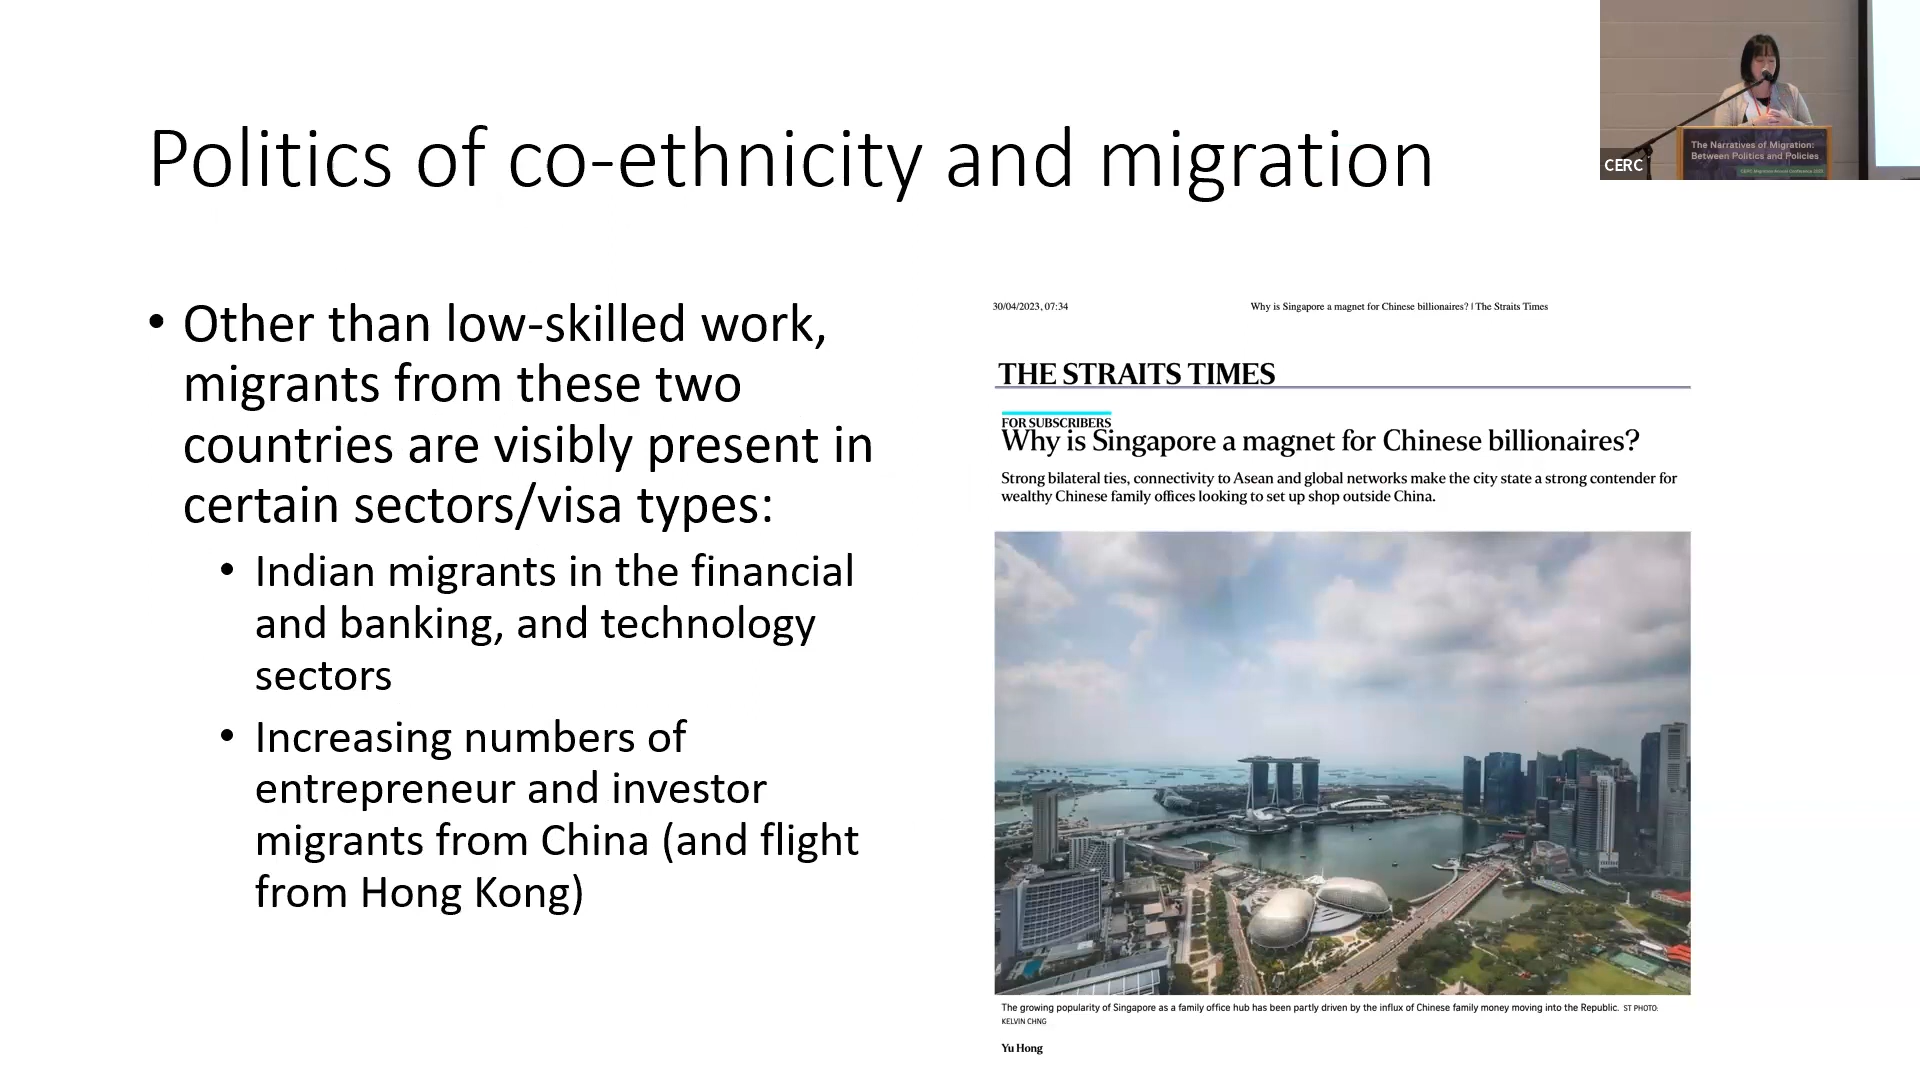 Politics of co-ethnicity and migration
The Narratives of Migration:
Between Politics and Policies
CERC Migration Annual Conference 2023
CERC
• Other than low-skilled work,
migrants from these two
countries are visibly present in
certain sectors/visa types:
• Indian migrants in the financial
and banking, and technology
sectors
• Increasing numbers of
entrepreneur and investor
migrants from China (and flight
from Hong Kong)
30/04/2023, 07:34
Why is Singapore a magnet for Chinese billionaires? | The Straits Times
THE STRAITS TIMES
FOR SUBSCRIBERS
Why is Singapore a magnet for Chinese billionaires?
Strong bilateral ties, connectivity to Asean and global networks make the city state a strong contender for
wealthy Chinese family offices looking to set up shop outside China.
The growing popularity of Singapore as a family office hub has been partly driven by the influx of Chinese family money moving into the Republic. ST PHOTO:
KELVIN CHNG
Yu Hong